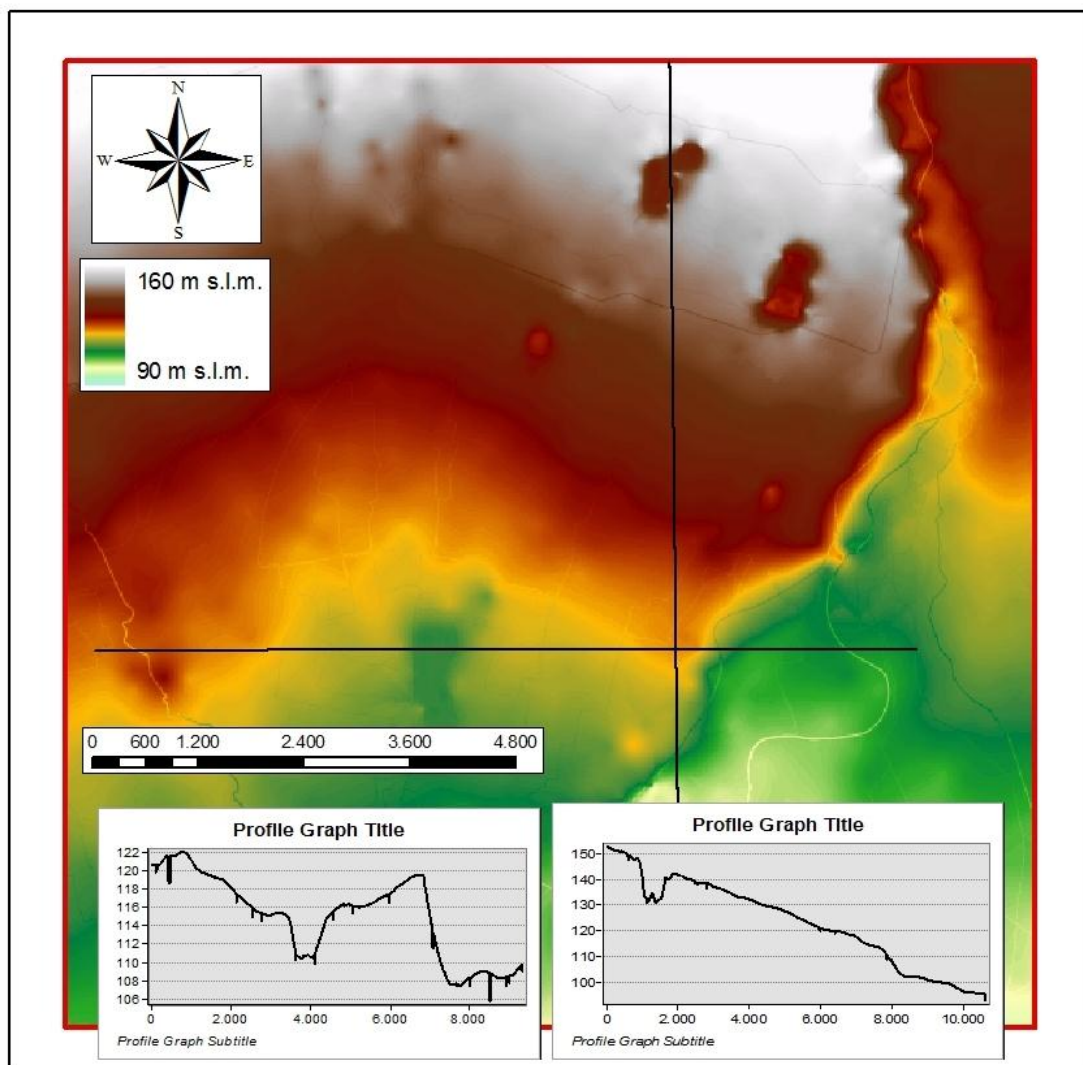 N
W E
S
160 m s.l.m.
90 m s.l.m.
0 600 1.200 2.400 3.600 4.800
Profile Graph Title
122
120
118
116
114
112
110
108
106
0 2.000 4.000 6.000 8.000
Profile Graph Subtitle
Profile Graph Title
150
140
130
120
110
100
0 2.000 4.000 6.000 8.000 10.000
Profile Graph Subtitle